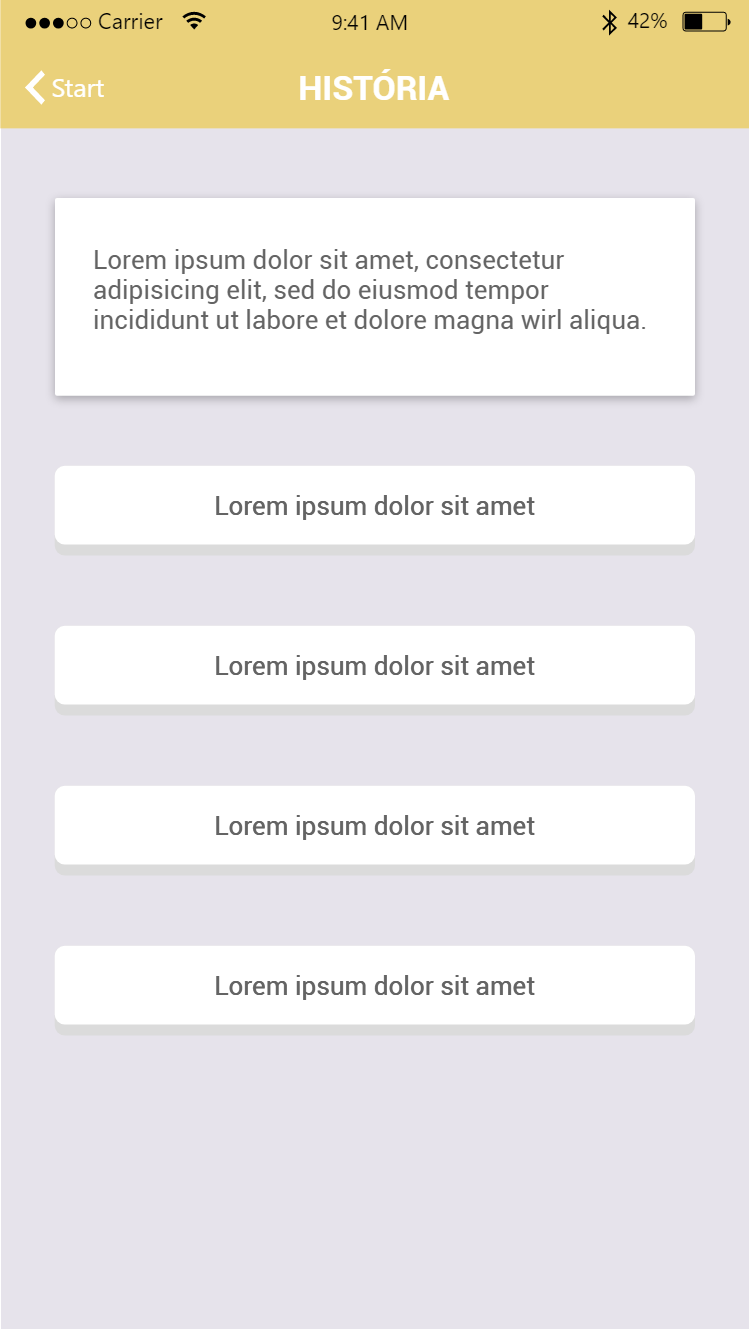 Carrier 9:41 AM 42%
Start HISTÓRIA
Lorem ipsum dolor sit amet, consectetur
adipisicing elit, sed do eiusmod tempor
incididunt ut labore et dolore magna wirl aliqua.
Lorem ipsum dolor sit amet
Lorem ipsum dolor sit amet
Lorem ipsum dolor sit amet
Lorem ipsum dolor sit amet